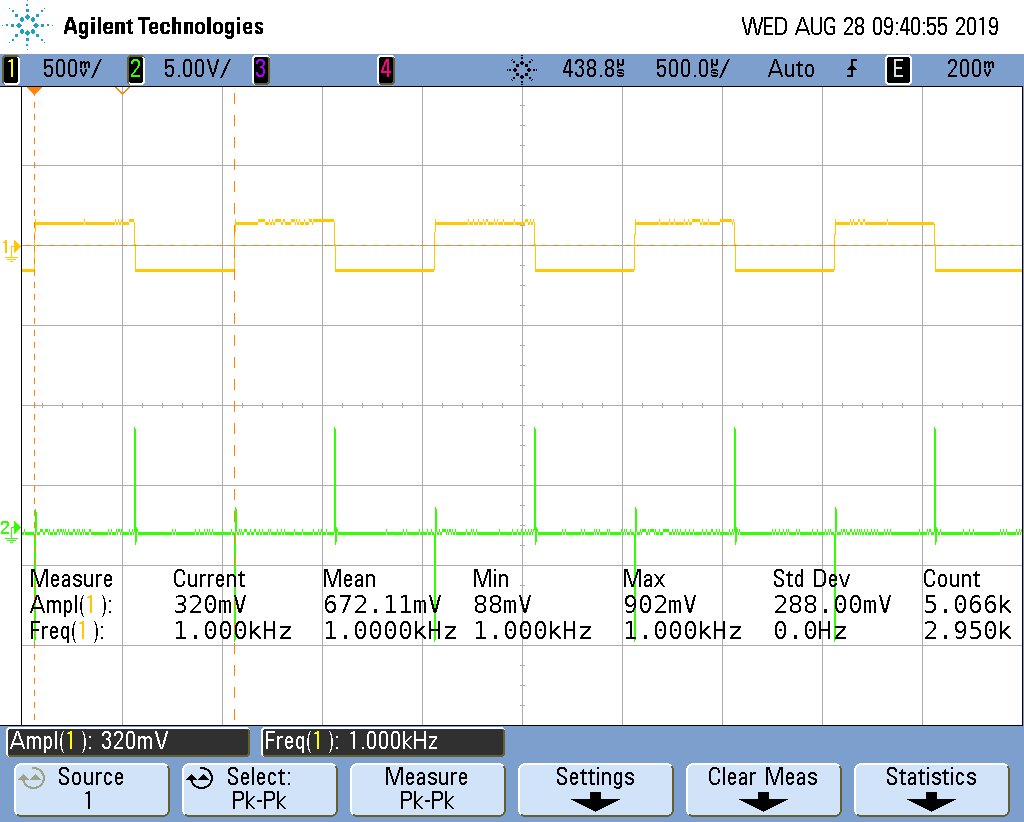 Agilent Technologies WED AUG 28 09:40:55 2019
1 500mV/ 2 5.00V/ 3 4 438.8µs 500.0µs/ Auto E 200mV
1
2
Measure Current Mean Min Max Std Dev Count
Ampl(1): 320mV 672.11mV 88mV 902mV 288.00mV 5.066k
Freq(1): 1.000kHz 1.0000kHz 1.000kHz 1.000kHz 0.0Hz 2.950k
Ampl(1): 320mV Freq(1): 1.000kHz
Source Select: Measure Settings Clear Meas Statistics
1 Pk-Pk Pk-Pk